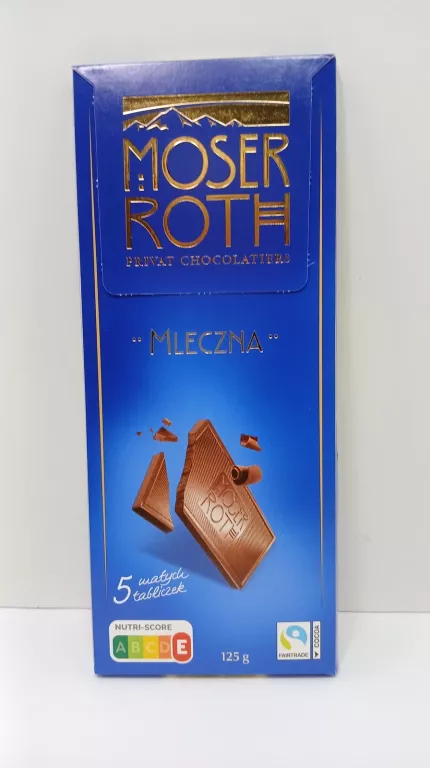 MOSER
ROTH
PRIVAT CHOCOLATIERS
MLECZNA
MOSER
ROTH
5 małych
tabliczek
NUTRI-SCORE
A B C D E
125 g
FAIRTRADE
COCOA